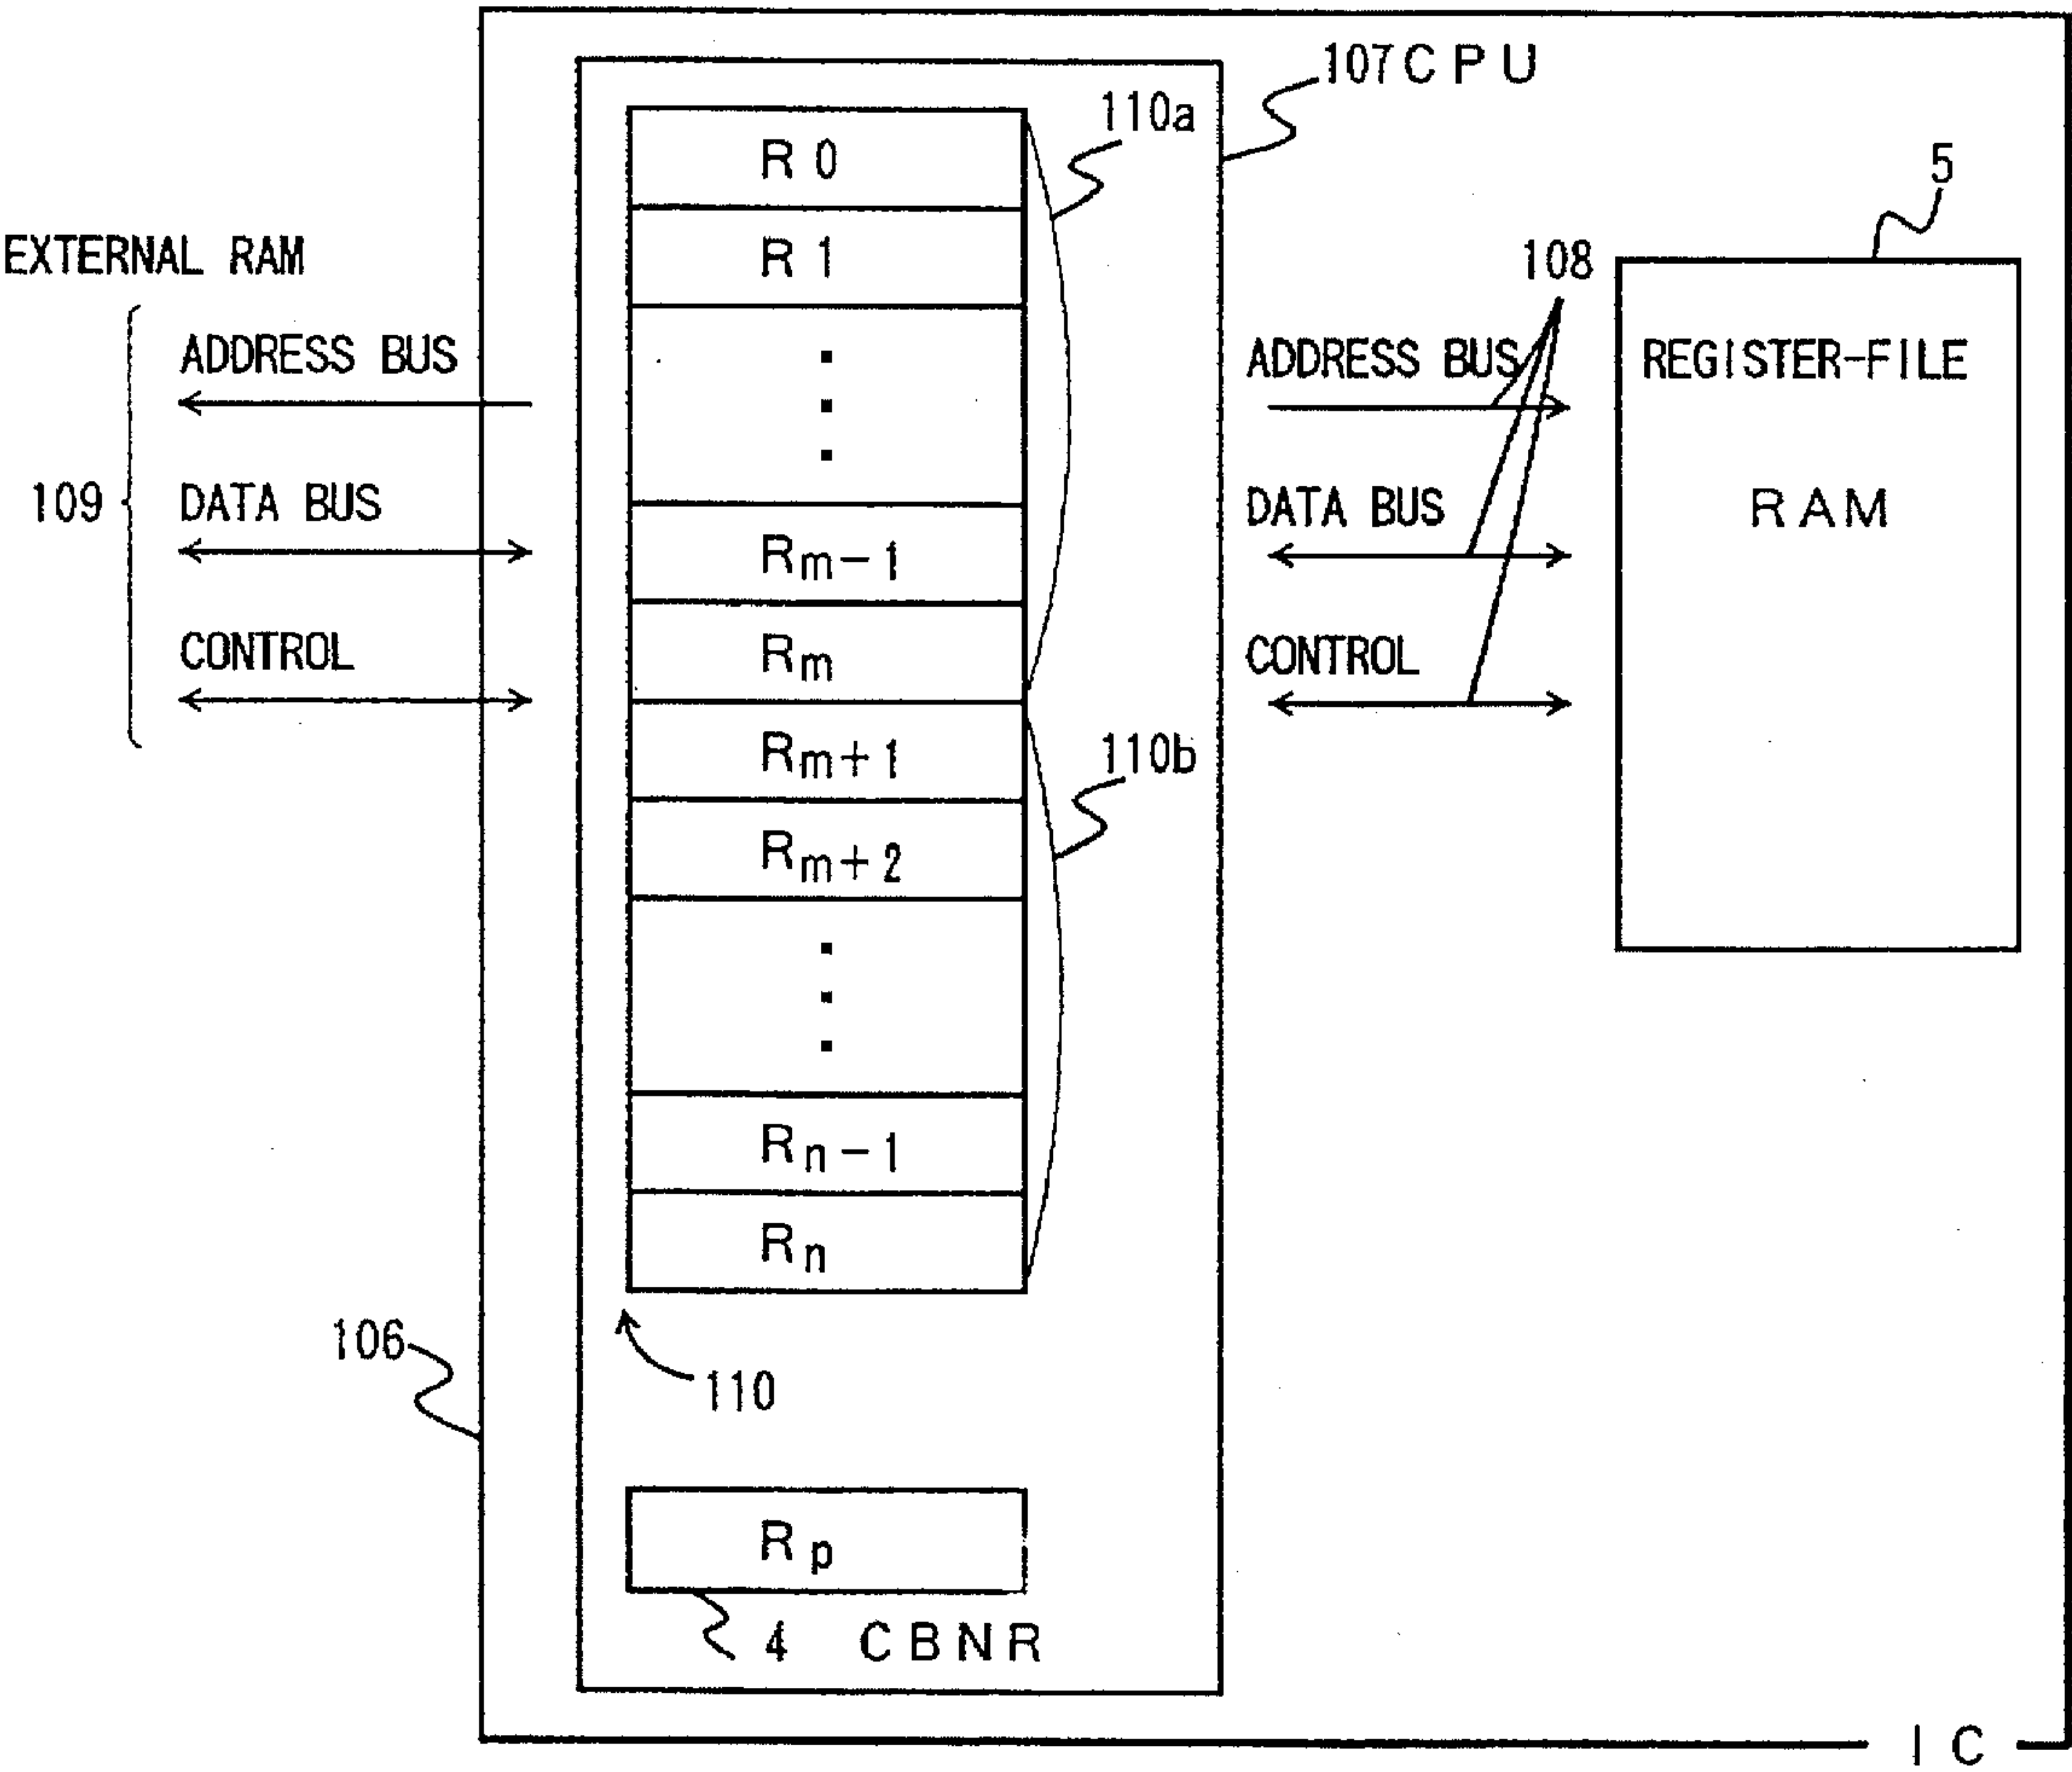 107 CPU
110a
R0
5
R1
EXTERNAL RAM
108
ADDRESS BUS
ADDRESS BUS
REGISTER-FILE
109
DATA BUS
DATA BUS
RAM
Rm-1
CONTROL
Rm
CONTROL
Rm+1
110b
Rm+2
Rn-1
Rn
106
110
Rp
4 CBNR
IC